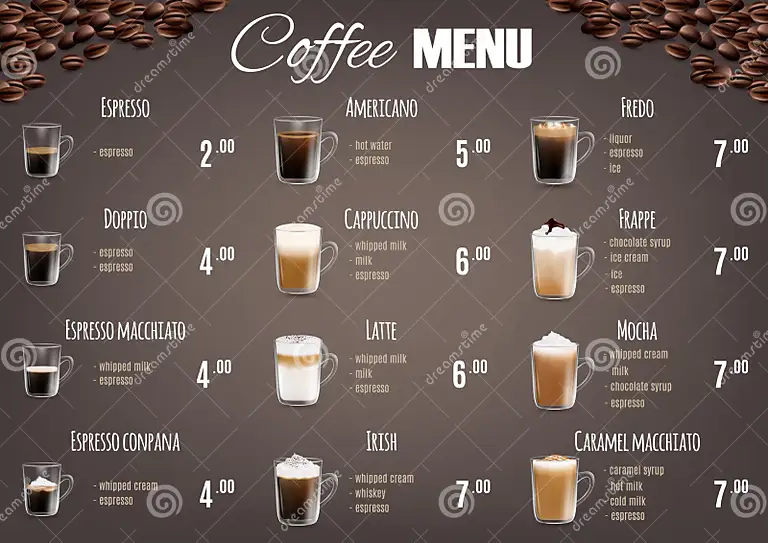 Coffee MENU
ESPRESSO
- espresso
2.00
AMERICANO
- hot water
- espresso
5.00
FREDO
- liquor
- espresso
- ice
7.00
DOPPIO
- espresso
- espresso
4.00
CAPPUCCINO
- whipped milk
- milk
- espresso
6.00
FRAPPE
- chocolate syrup
- ice cream
- ice
- espresso
7.00
ESPRESSO MACCHIATO
- whipped milk
- espresso
4.00
LATTE
- whipped milk
- milk
- espresso
6.00
MOCHA
- whipped cream
milk
- chocolate syrup
- espresso
7.00
ESPRESSO CONPANA
- whipped cream
- espresso
4.00
IRISH
- whipped cream
- whiskey
- espresso
7.00
CARAMEL MACCHIATO
- caramel syrup
- hot milk
- cold milk
- espresso
7.00
dreamstime